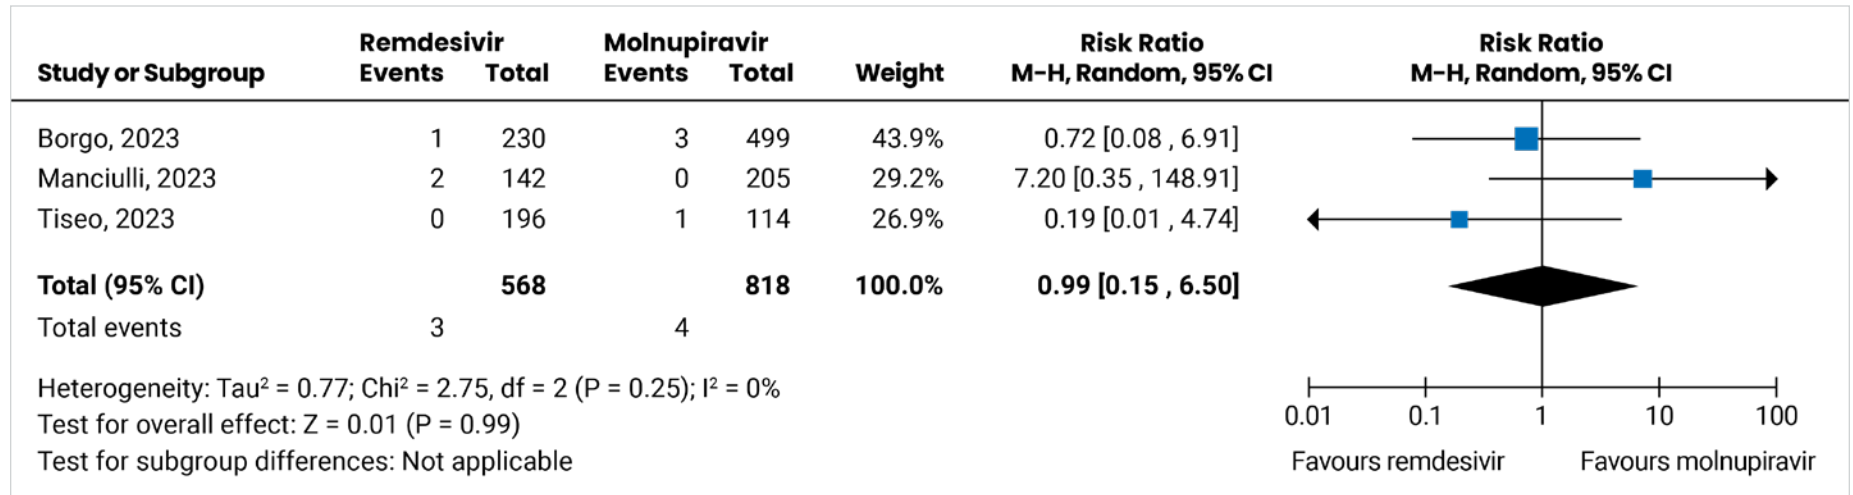 Remdesivir Molnupiravir Risk Ratio Risk Ratio
Study or Subgroup Events Total Events Total Weight M-H, Random, 95% CI M-H, Random, 95% CI
Borgo, 2023 1 230 3 499 43.9% 0.72 [0.08 , 6.91]
Manciulli, 2023 2 142 0 205 29.2% 7.20 [0.35 , 148.91]
Tiseo, 2023 0 196 1 114 26.9% 0.19 [0.01 , 4.74]
Total (95% CI) 568 818 100.0% 0.99 [0.15 , 6.50]
Total events 3 4
Heterogeneity: Tau² = 0.77; Chi² = 2.75, df = 2 (P = 0.25); I² = 0%
Test for overall effect: Z = 0.01 (P = 0.99)
Test for subgroup differences: Not applicable
0.01 0.1 1 10 100
Favours remdesivir Favours molnupiravir